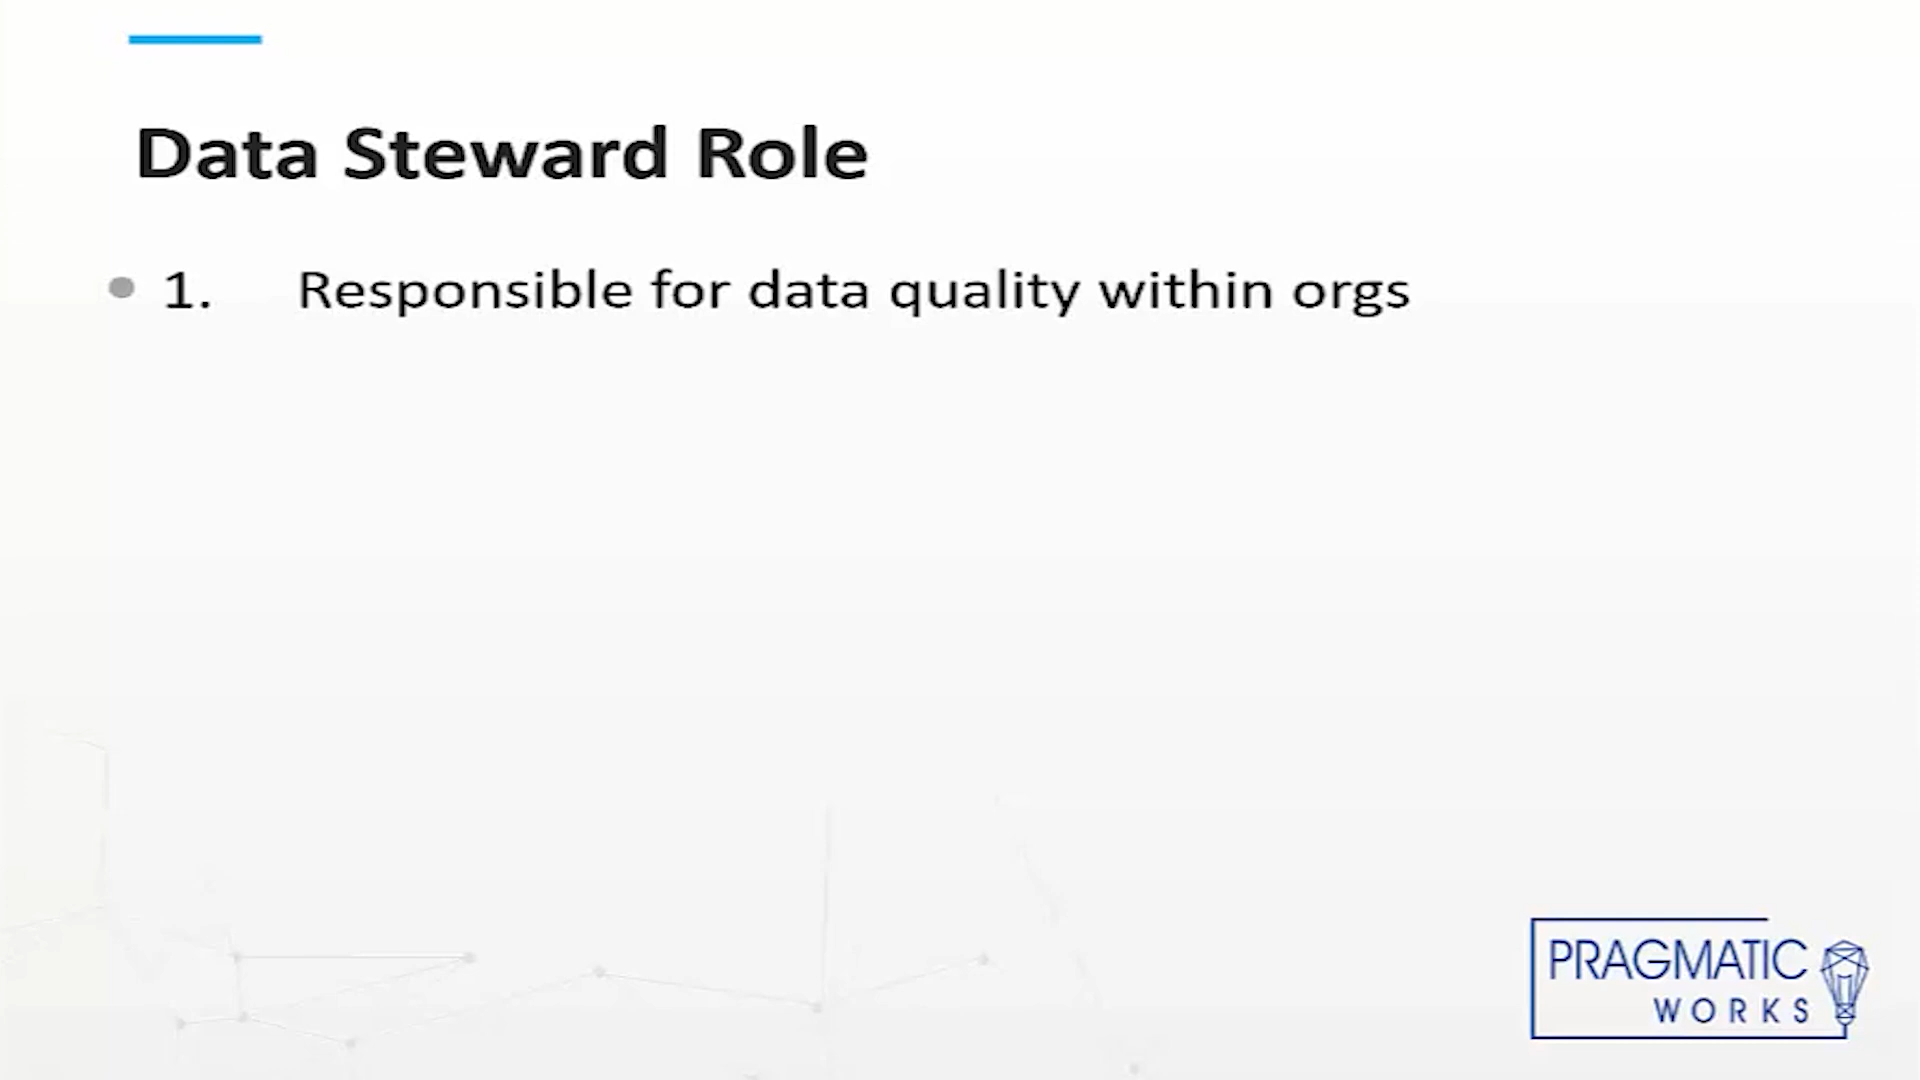 Data Steward Role
• 1. Responsible for data quality within orgs
PRAGMATIC
WORKS